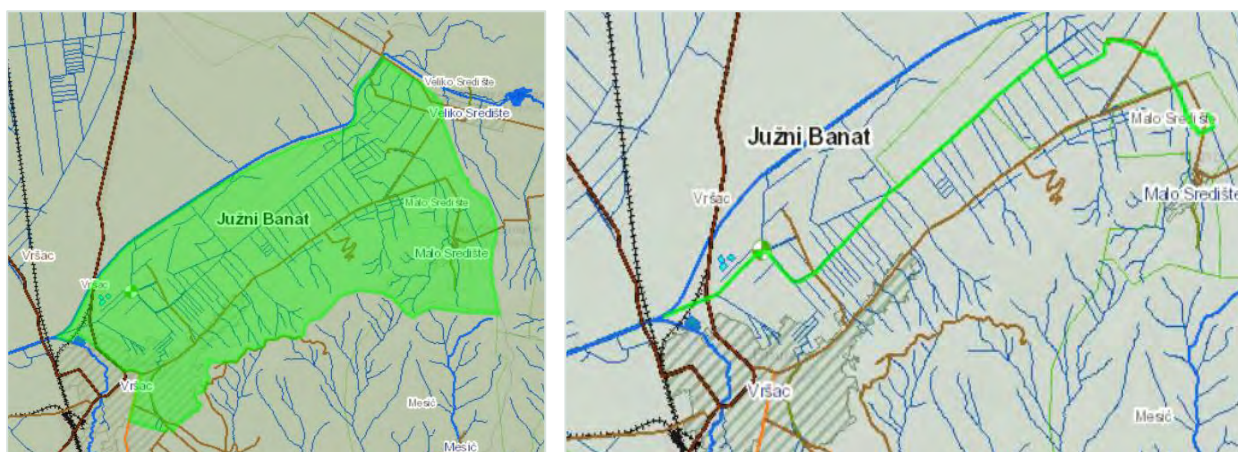 Veliko Središte
Veliko Središte
Malo Središte
Južni Banat
Malo Središte
Vršac
Vršac
Vršac
Mesić
Mesić
Južni Banat
Malo Središte
Vršac
Malo Središte
Vršac
Mesić